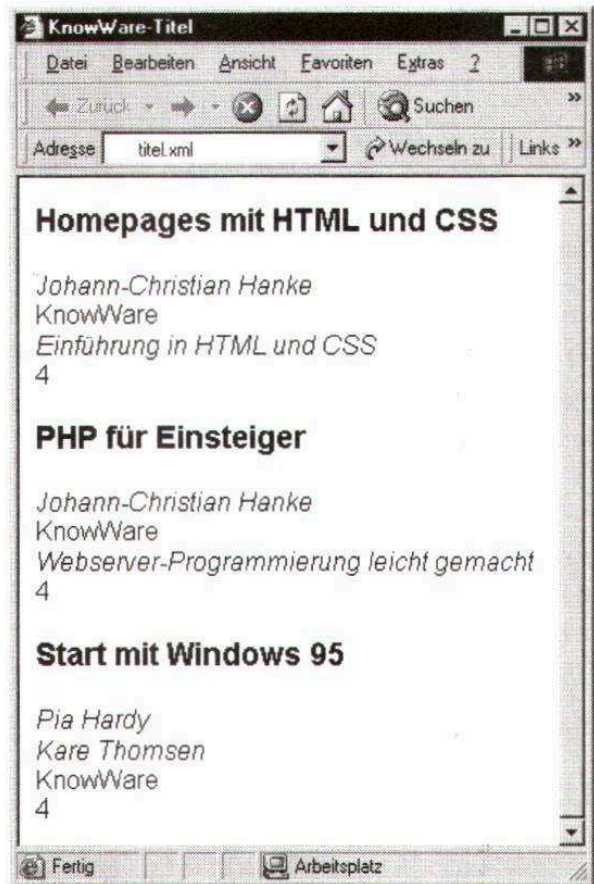 KnowWare-Titel
Datei Bearbeiten Ansicht Favoriten Extras ?
Zurück Suchen »
Adresse titel.xml Wechseln zu Links »
Homepages mit HTML und CSS
Johann-Christian Hanke
KnowWare
Einführung in HTML und CSS
4
PHP für Einsteiger
Johann-Christian Hanke
KnowWare
Webserver-Programmierung leicht gemacht
4
Start mit Windows 95
Pia Hardy
Kare Thomsen
KnowWare
4
Fertig Arbeitsplatz